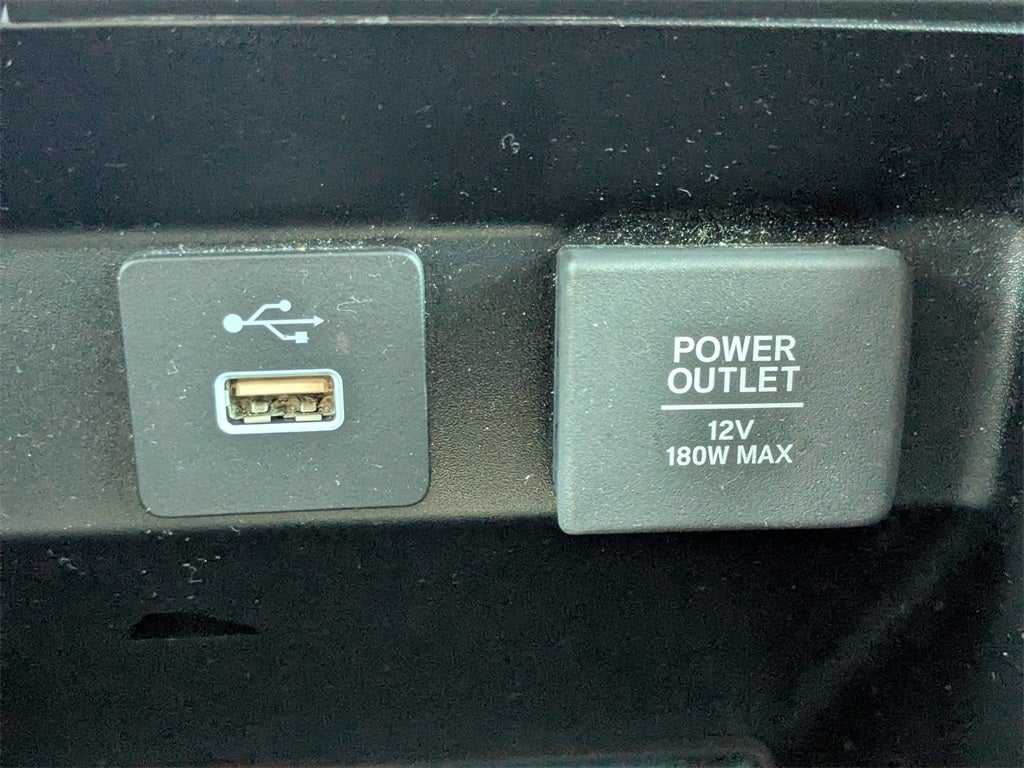 POWER
OUTLET
12V
180W MAX